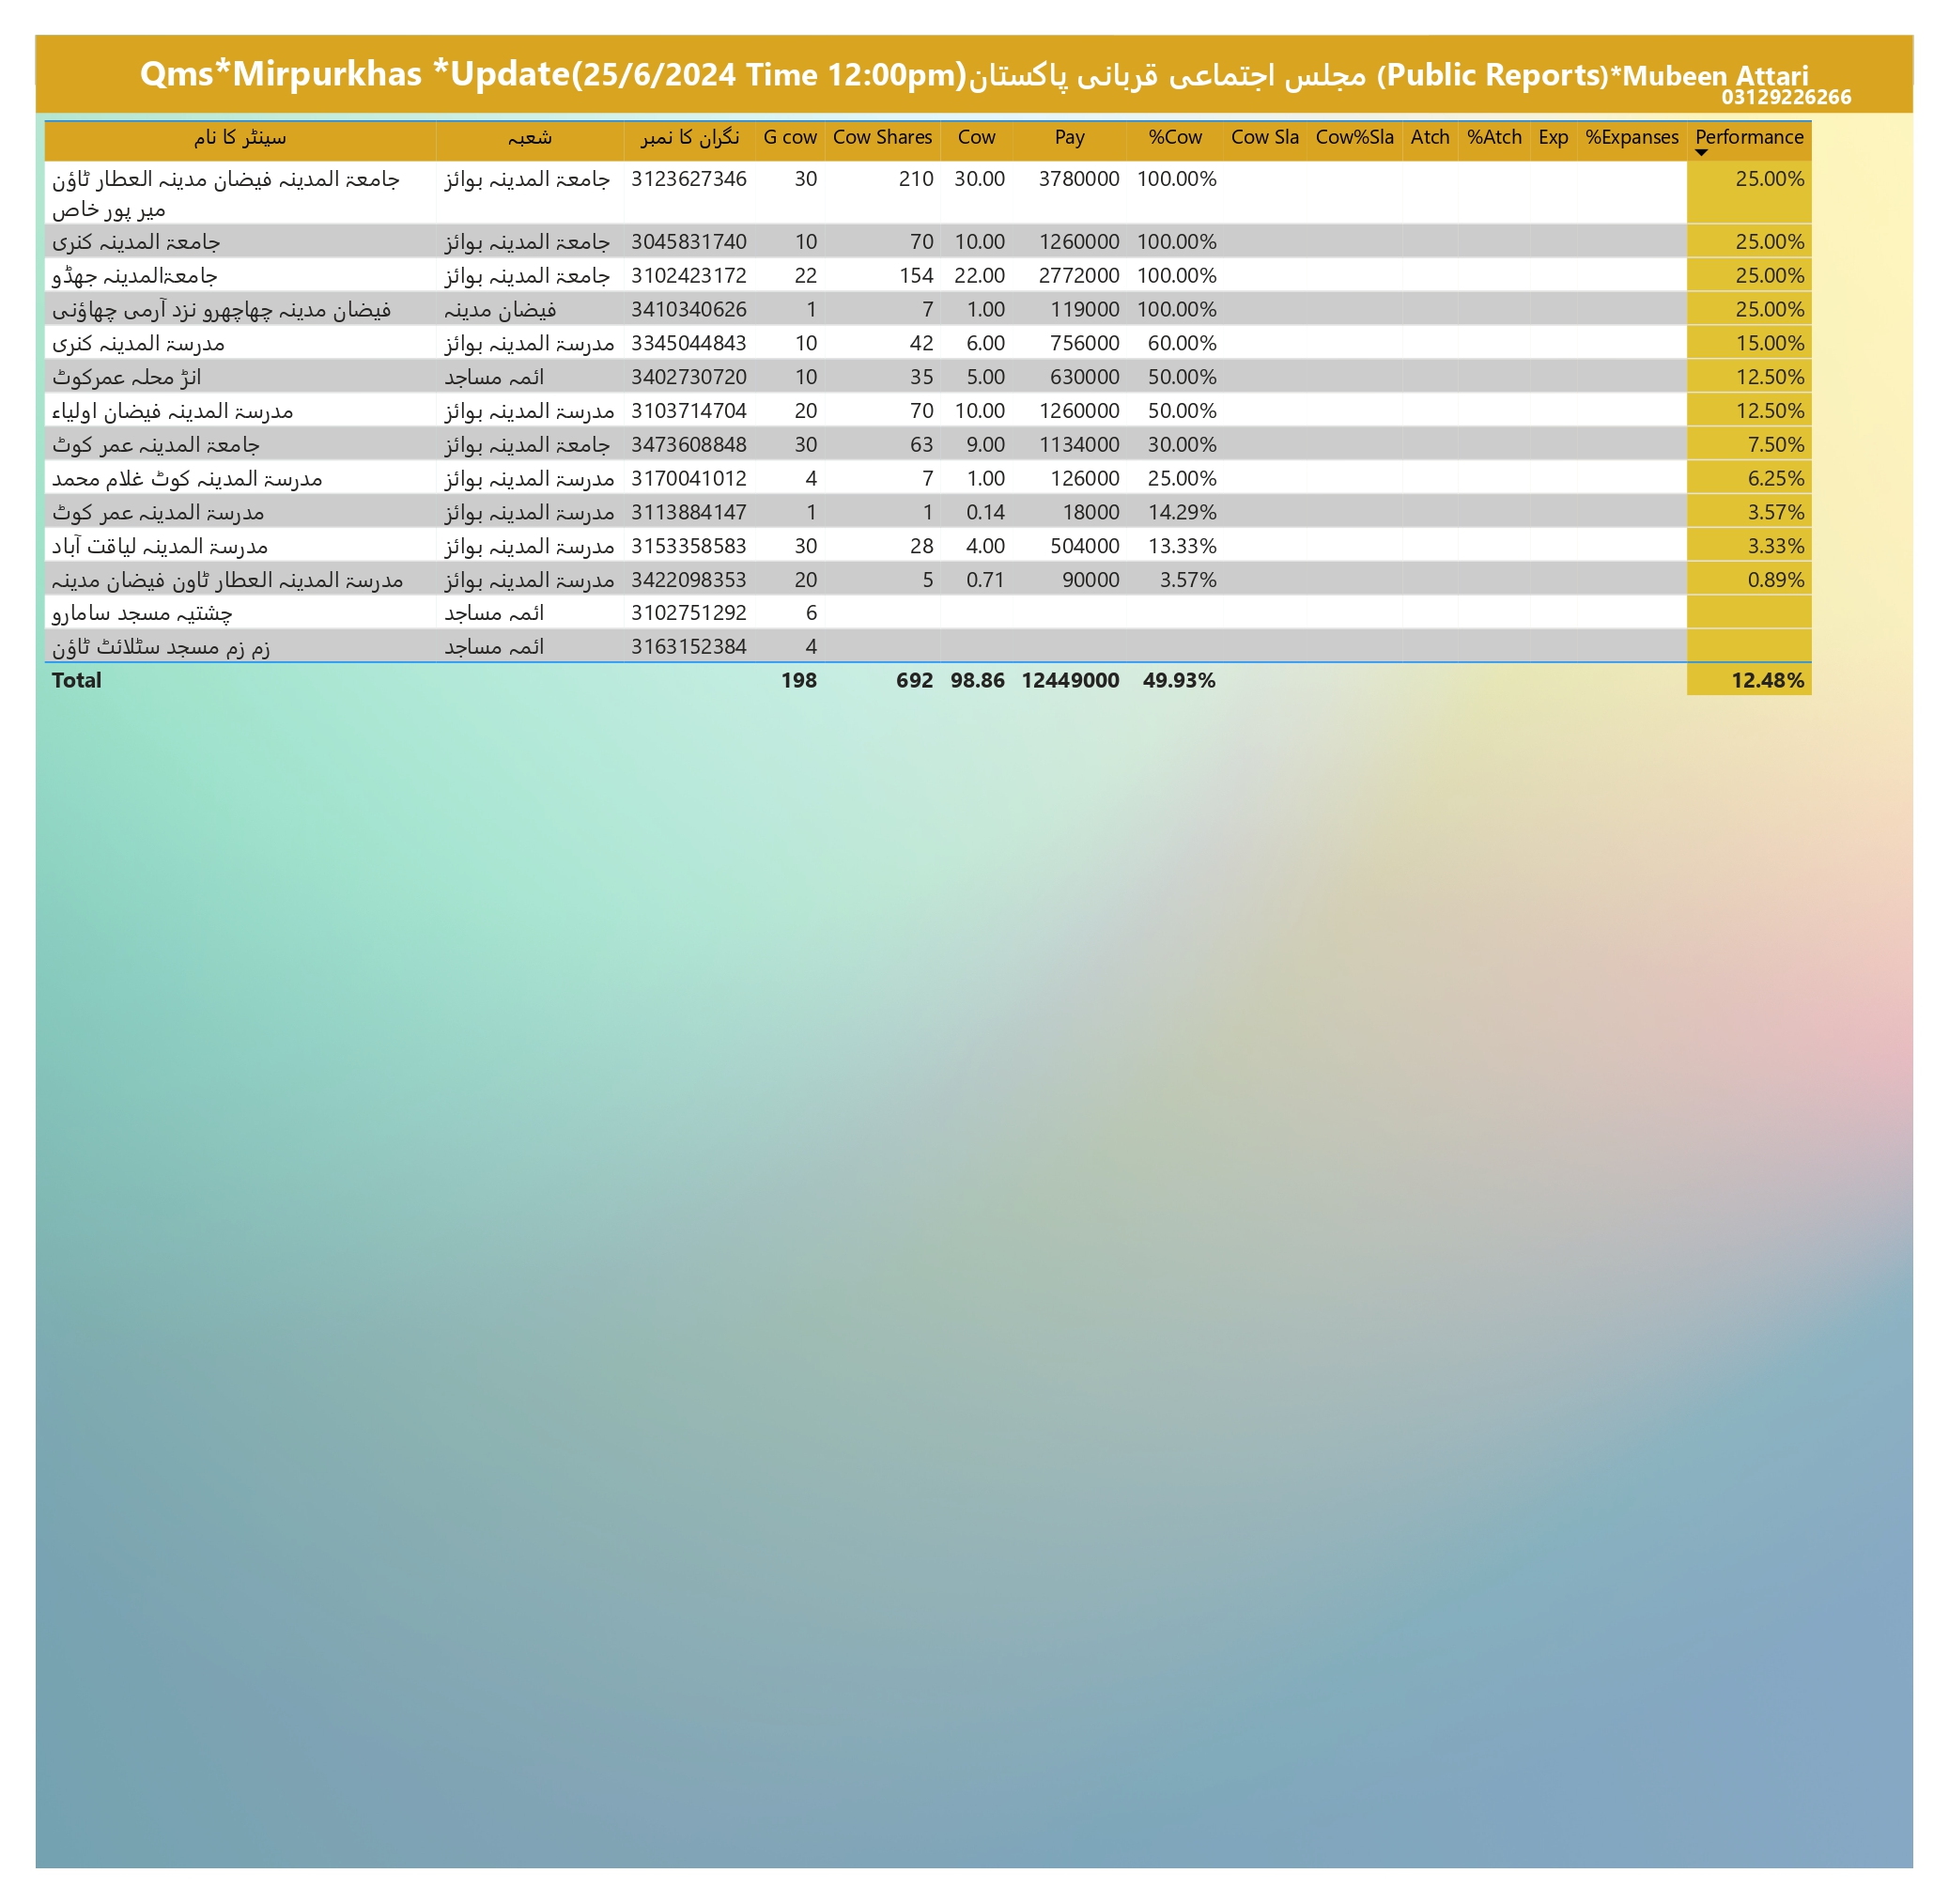 Qms*Mirpurkhas *Update(25/6/2024 Time 12:00pm)مجلس اجتماعی قربانی پاکستان (Public Reports)*Mubeen Attari
03129226266
سینٹر کا نام شعبہ نگران کا نمبر G cow Cow Shares Cow Pay %Cow Cow Sla Cow%Sla Atch %Atch Exp %Expanses Performance
جامعۃ المدینہ فیضان مدینہ العطار ٹاؤن جامعۃ المدینہ بوائز 3123627346 30 210 30.00 3780000 100.00% 25.00%
میر پور خاص
جامعۃ المدینہ کنری جامعۃ المدینہ بوائز 3045831740 10 70 10.00 1260000 100.00% 25.00%
جامعۃالمدینہ جھڈو جامعۃ المدینہ بوائز 3102423172 22 154 22.00 2772000 100.00% 25.00%
فیضان مدینہ چھاچھرو نزد آرمی چھاؤنی فیضان مدینہ 3410340626 1 7 1.00 119000 100.00% 25.00%
مدرسۃ المدینہ کنری مدرسۃ المدینہ بوائز 3345044843 10 42 6.00 756000 60.00% 15.00%
انڑ محلہ عمرکوٹ ائمہ مساجد 3402730720 10 35 5.00 630000 50.00% 12.50%
مدرسۃ المدینہ فیضان اولیاء مدرسۃ المدینہ بوائز 3103714704 20 70 10.00 1260000 50.00% 12.50%
جامعۃ المدینہ عمر کوٹ جامعۃ المدینہ بوائز 3473608848 30 63 9.00 1134000 30.00% 7.50%
مدرسۃ المدینہ کوٹ غلام محمد مدرسۃ المدینہ بوائز 3170041012 4 7 1.00 126000 25.00% 6.25%
مدرسۃ المدینہ عمر کوٹ مدرسۃ المدینہ بوائز 3113884147 1 1 0.14 18000 14.29% 3.57%
مدرسۃ المدینہ لیاقت آباد مدرسۃ المدینہ بوائز 3153358583 30 28 4.00 504000 13.33% 3.33%
مدرسۃ المدینہ العطار ٹاون فیضان مدینہ مدرسۃ المدینہ بوائز 3422098353 20 5 0.71 90000 3.57% 0.89%
چشتیہ مسجد سامارو ائمہ مساجد 3102751292 6
زم زم مسجد سٹلائٹ ٹاؤن ائمہ مساجد 3163152384 4
Total 198 692 98.86 12449000 49.93% 12.48%